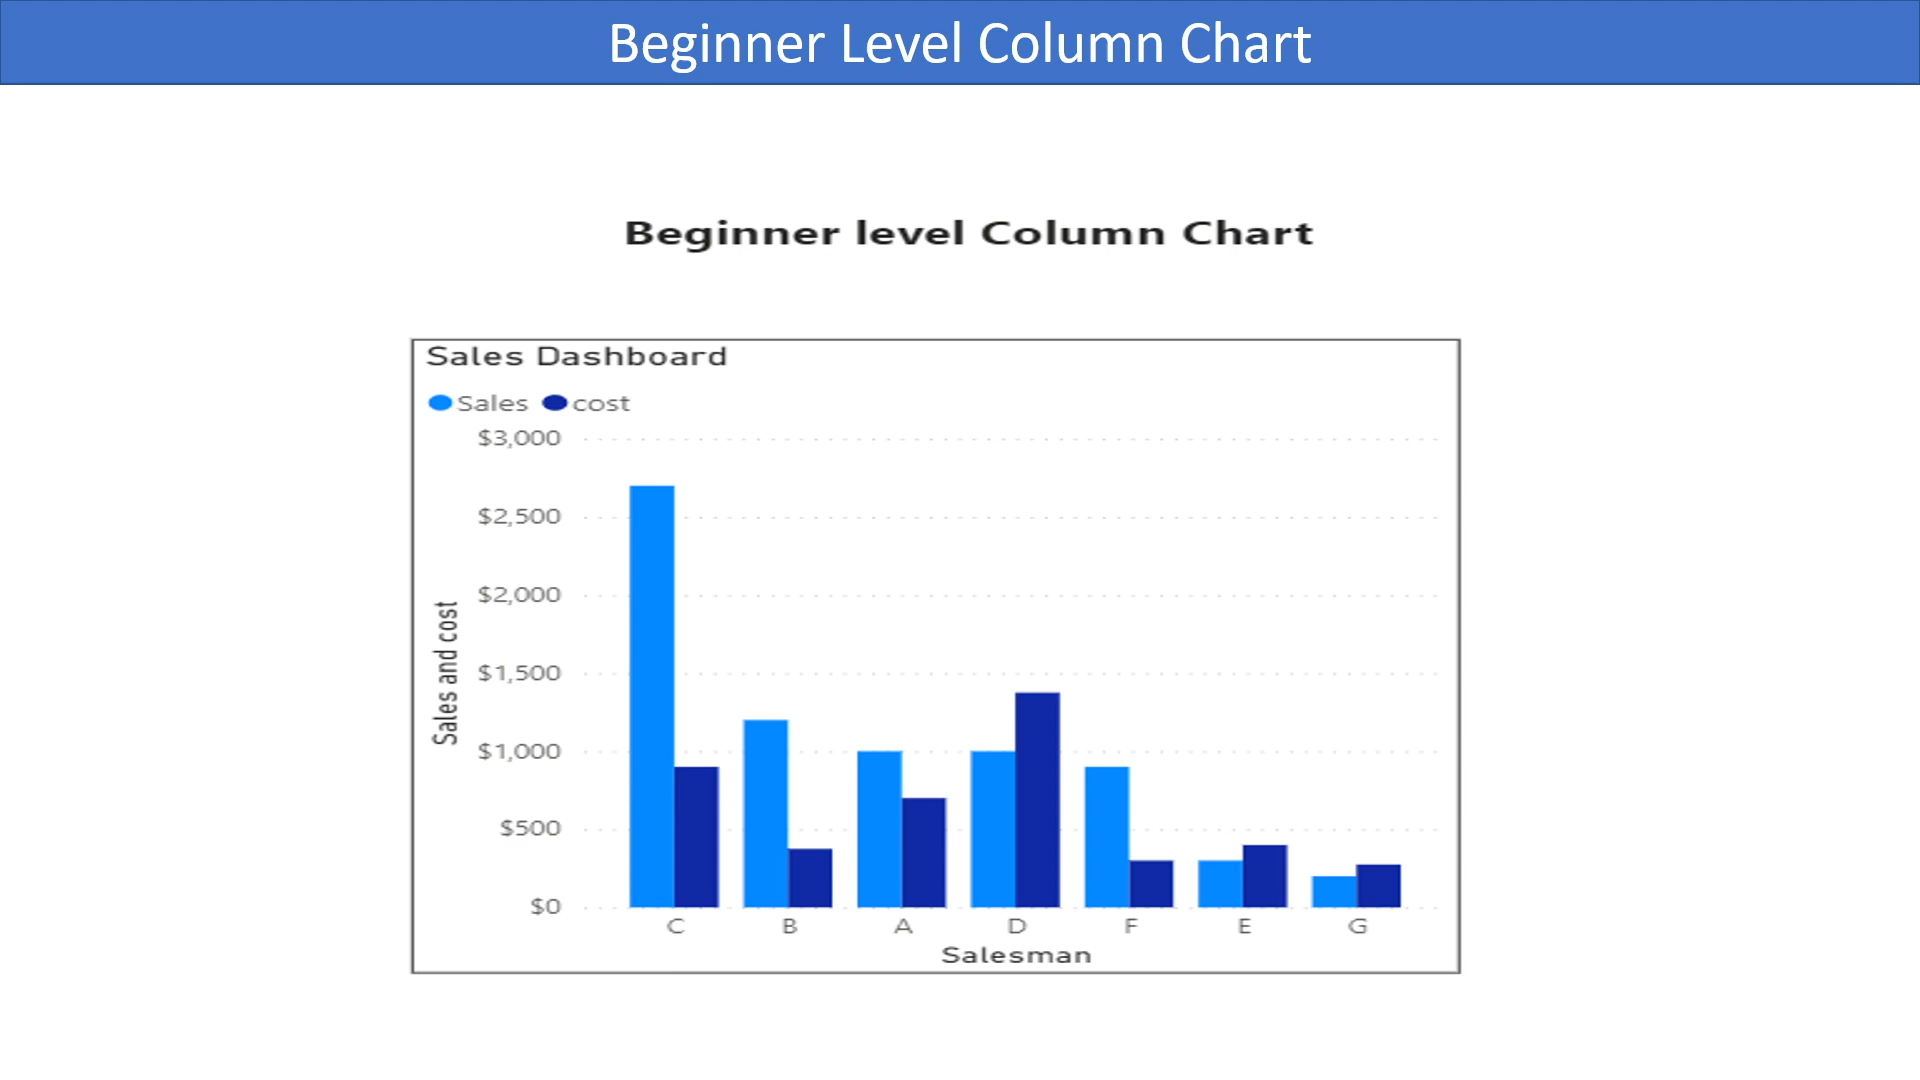 Beginner Level Column Chart
Beginner level Column Chart
Sales Dashboard
Sales cost
$3,000
$2,500
$2,000
$1,500
$1,000
$500
$0
Sales and cost
C B A D F E G
Salesman